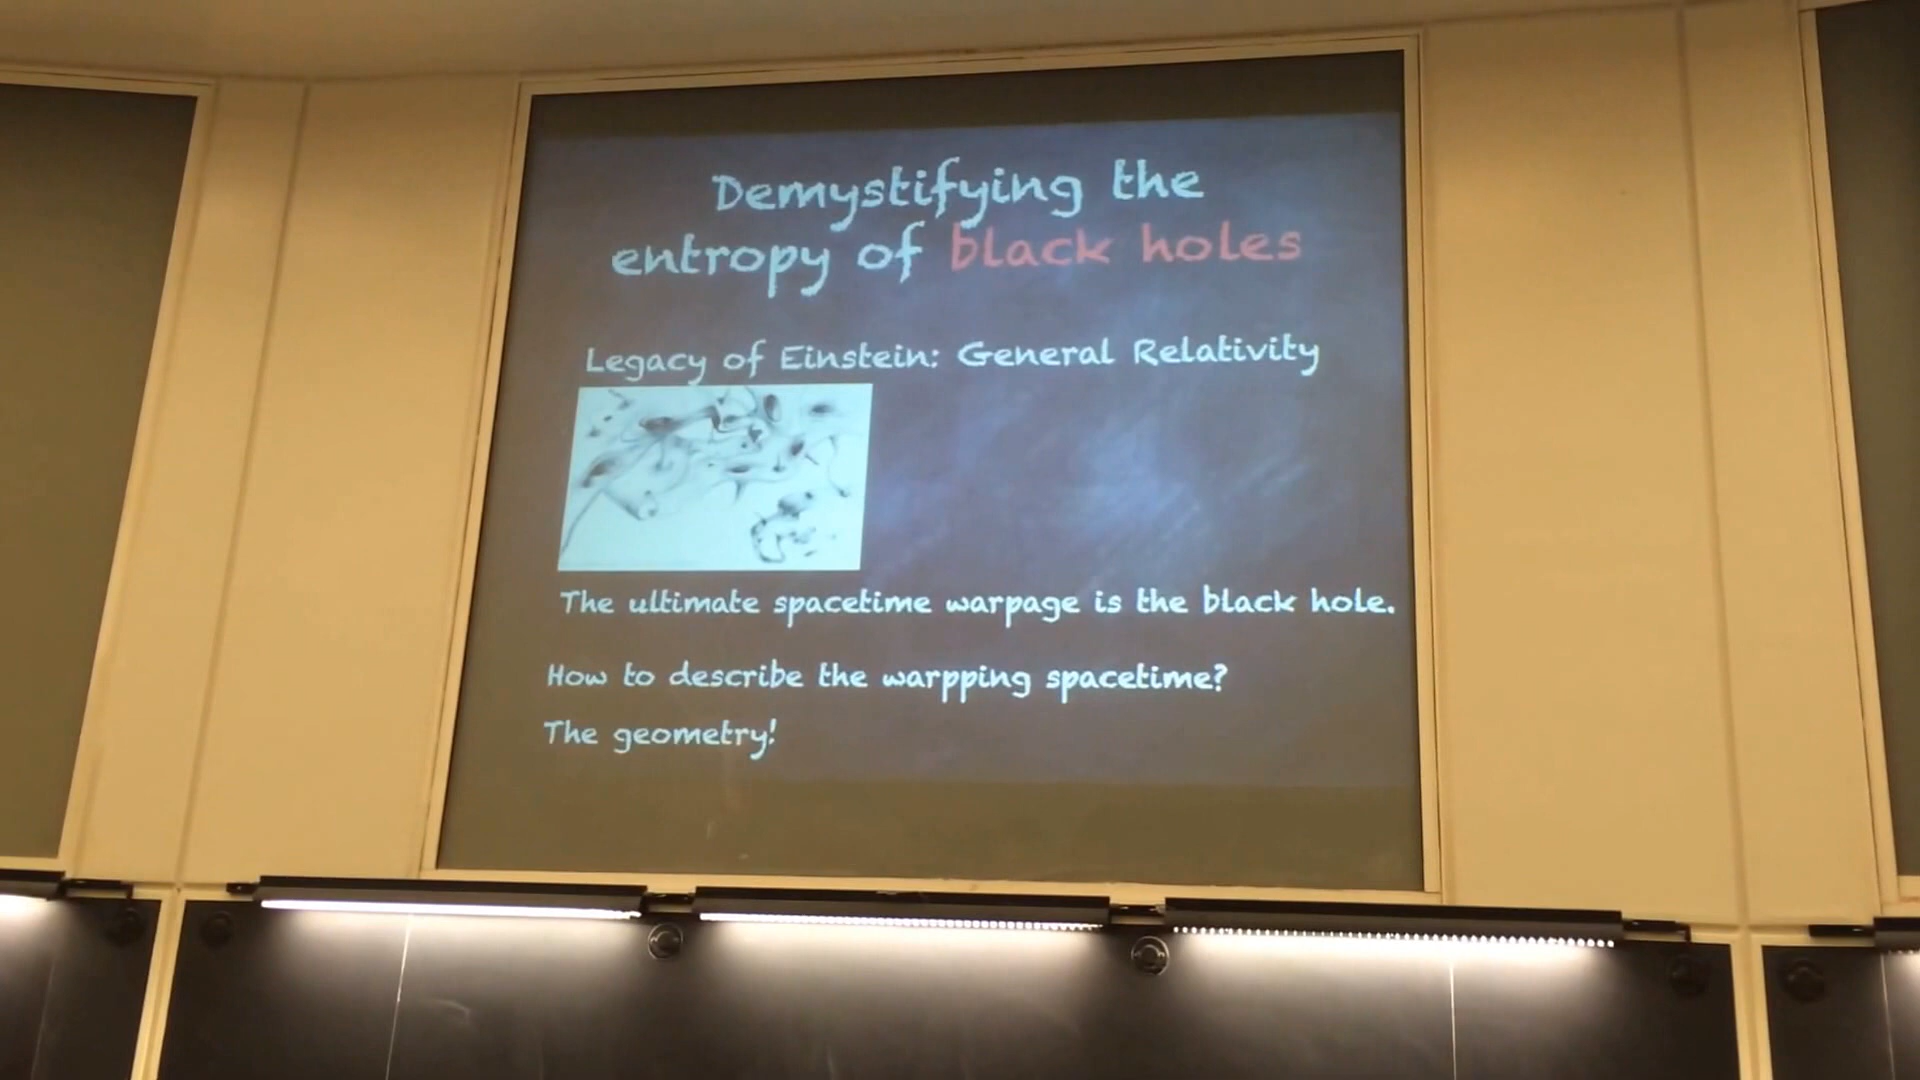 Demystifying the
entropy of black holes
Legacy of Einstein: General Relativity
The ultimate spacetime warpage is the black hole.
How to describe the warpping spacetime?
The geometry!